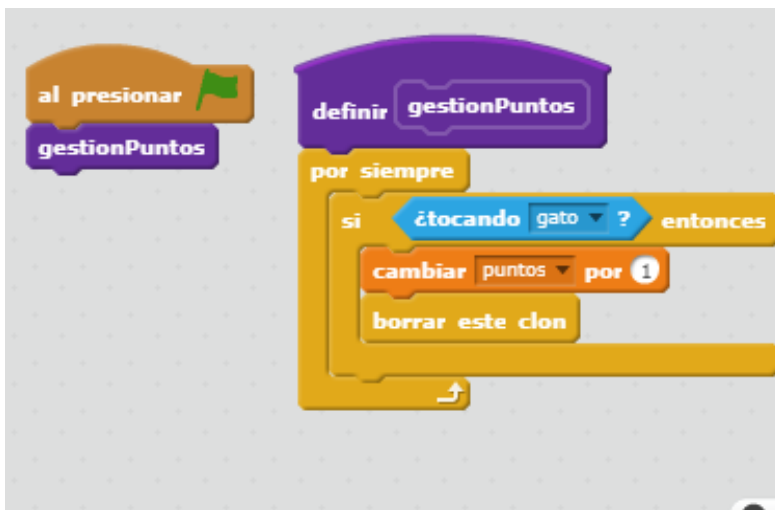 al presionar
gestionPuntos
definir gestionPuntos
por siempre
si ¿tocando gato ? entonces
cambiar puntos por 1
borrar este clon